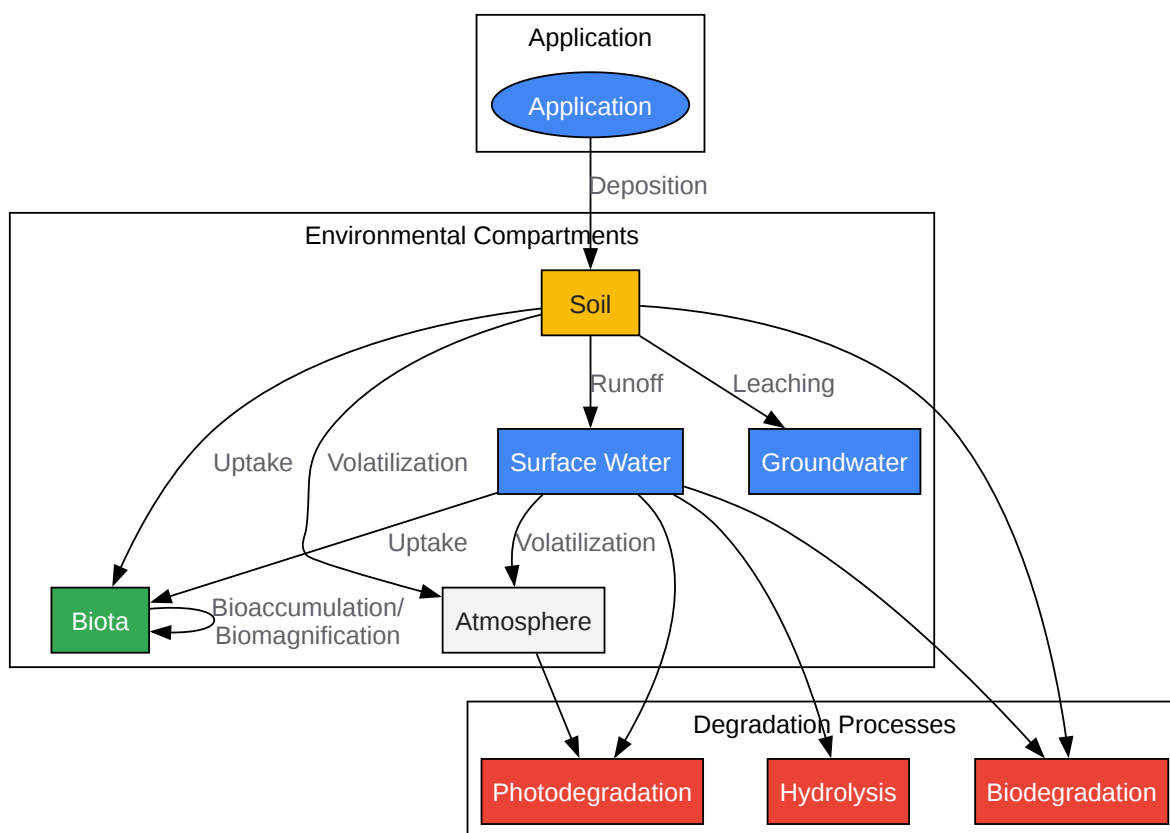 Application
Application
Deposition
Environmental Compartments
Soil
Runoff
Leaching
Uptake
Volatilization
Surface Water
Groundwater
Uptake
Volatilization
Biota
Bioaccumulation/
Biomagnification
Atmosphere
Degradation Processes
Photodegradation
Hydrolysis
Biodegradation